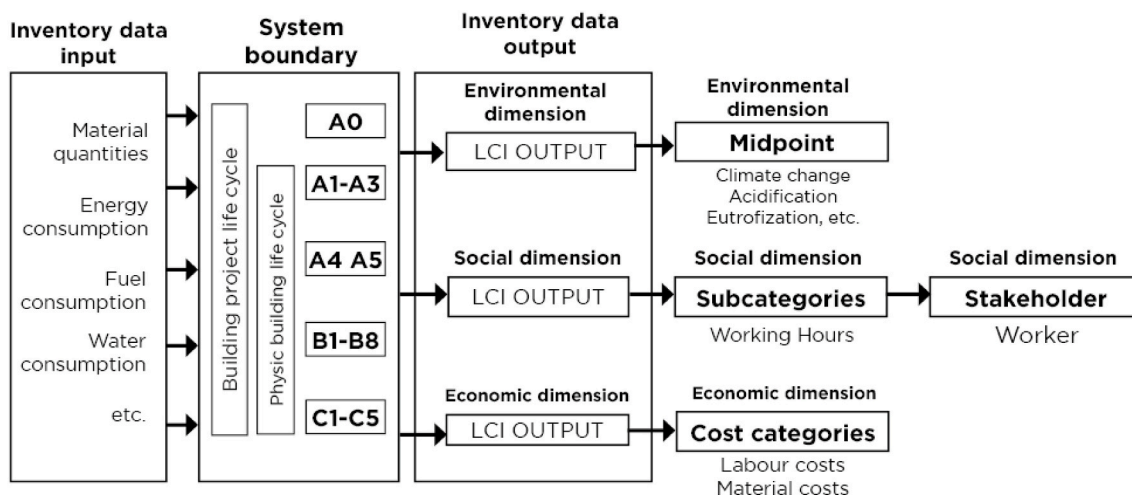 Inventory data
input
Material
quantities
Energy
consumption
Fuel
consumption
Water
consumption
etc.
System
boundary
Building project life cycle
Physic building life cycle
A0
A1-A3
A4 A5
B1-B8
C1-C5
Inventory data
output
Environmental
dimension
LCI OUTPUT
Social dimension
LCI OUTPUT
Economic dimension
LCI OUTPUT
Environmental
dimension
Midpoint
Climate change
Acidification
Eutrofization, etc.
Social dimension
Subcategories
Working Hours
Social dimension
Stakeholder
Worker
Economic dimension
Cost categories
Labour costs
Material costs